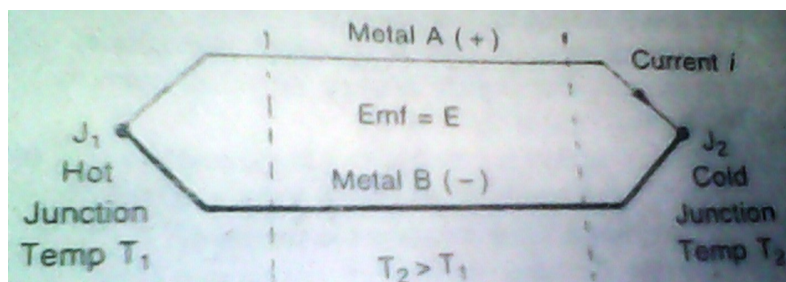 Metal A (+)
Current i
Emf = E
J1
Hot
Junction
Temp T1
Metal B (−)
J2
Cold
Junction
Temp T2
T2 > T1